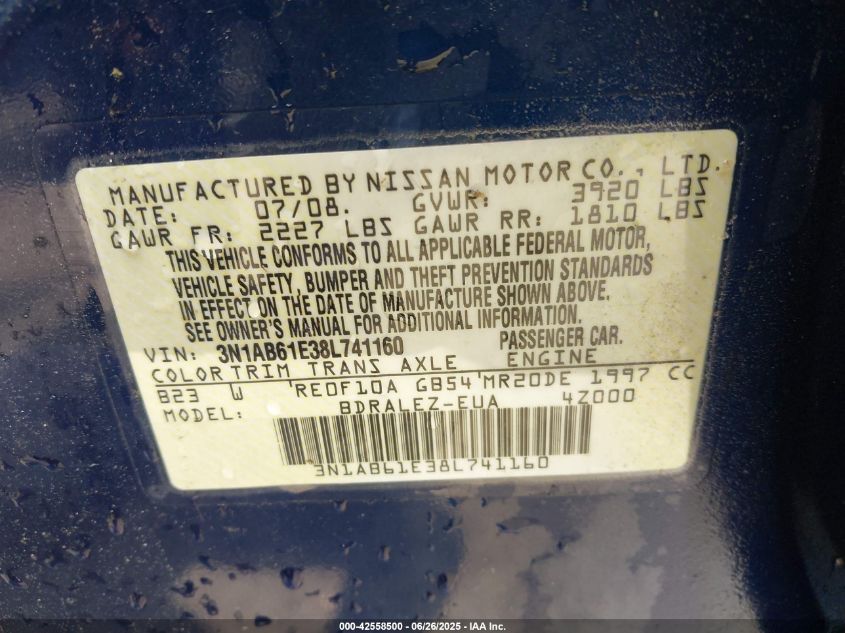 MANUFACTURED BY NISSAN MOTOR CO., LTD.
DATE: 07/08. GVWR: 3920 LBS
GAWR FR: 2227 LBS GAWR RR: 1810 LBS
THIS VEHICLE CONFORMS TO ALL APPLICABLE FEDERAL MOTOR,
VEHICLE SAFETY, BUMPER AND THEFT PREVENTION STANDARDS
IN EFFECT ON THE DATE OF MANUFACTURE SHOWN ABOVE.
SEE OWNER'S MANUAL FOR ADDITIONAL INFORMATION.
VIN: 3N1AB61E38L741160 PASSENGER CAR.
COLOR TRIM TRANS AXLE ENGINE
B23 W 'RE0F10A GB54'MR20DE 1997 CC
MODEL: BDRALEZ-EUA 4Z000
3N1AB61E38L741160
000-42558500 - 06/26/2025 - IAA Inc.